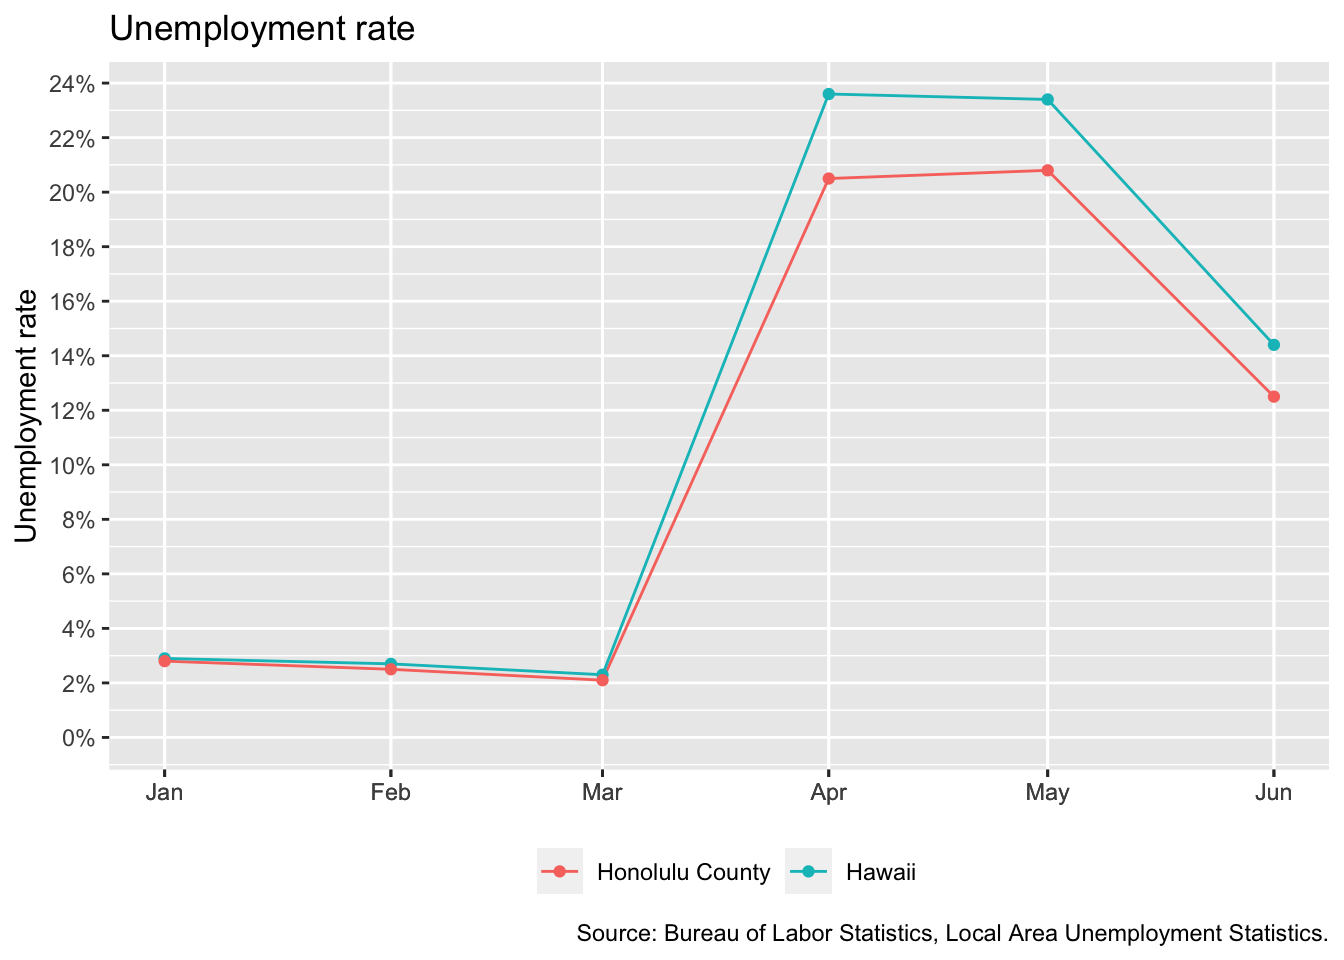 Unemployment rate
Unemployment rate
24%
22%
20%
18%
16%
14%
12%
10%
8%
6%
4%
2%
0%
Jan Feb Mar Apr May Jun
Honolulu County Hawaii
Source: Bureau of Labor Statistics, Local Area Unemployment Statistics.